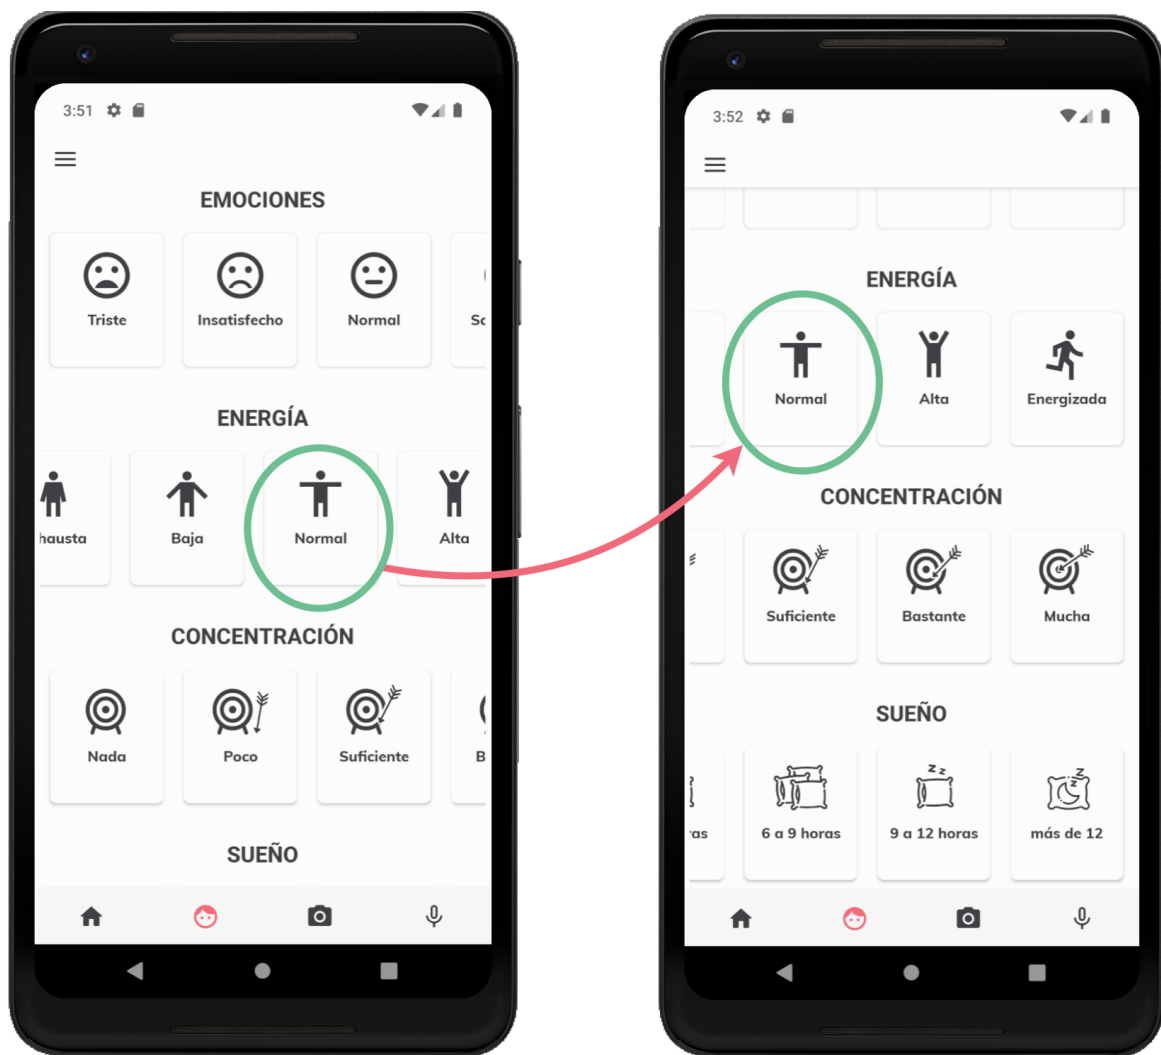 3:51
EMOCIONES
Triste Insatisfecho Normal
ENERGÍA
hausta Baja Normal Alta
CONCENTRACIÓN
Nada Poco Suficiente B
SUEÑO
3:52
ENERGÍA
Normal Alta Energizada
CONCENTRACIÓN
Suficiente Bastante Mucha
SUEÑO
ras 6 a 9 horas 9 a 12 horas más de 12